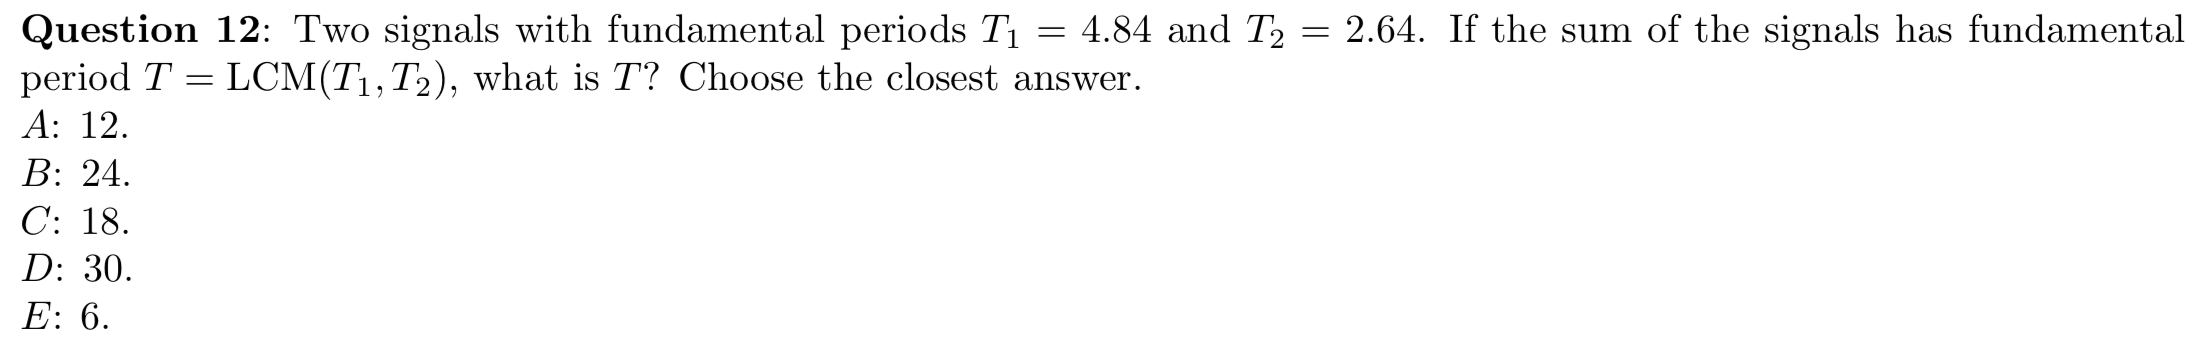 Question 12: Two signals with fundamental periods T₁ = 4.84 and T₂ = 2.64. If the sum of the signals has fundamental
period T = LCM(T₁, T₂), what is T? Choose the closest answer.
A: 12.
B: 24.
C: 18.
D: 30.
E: 6.